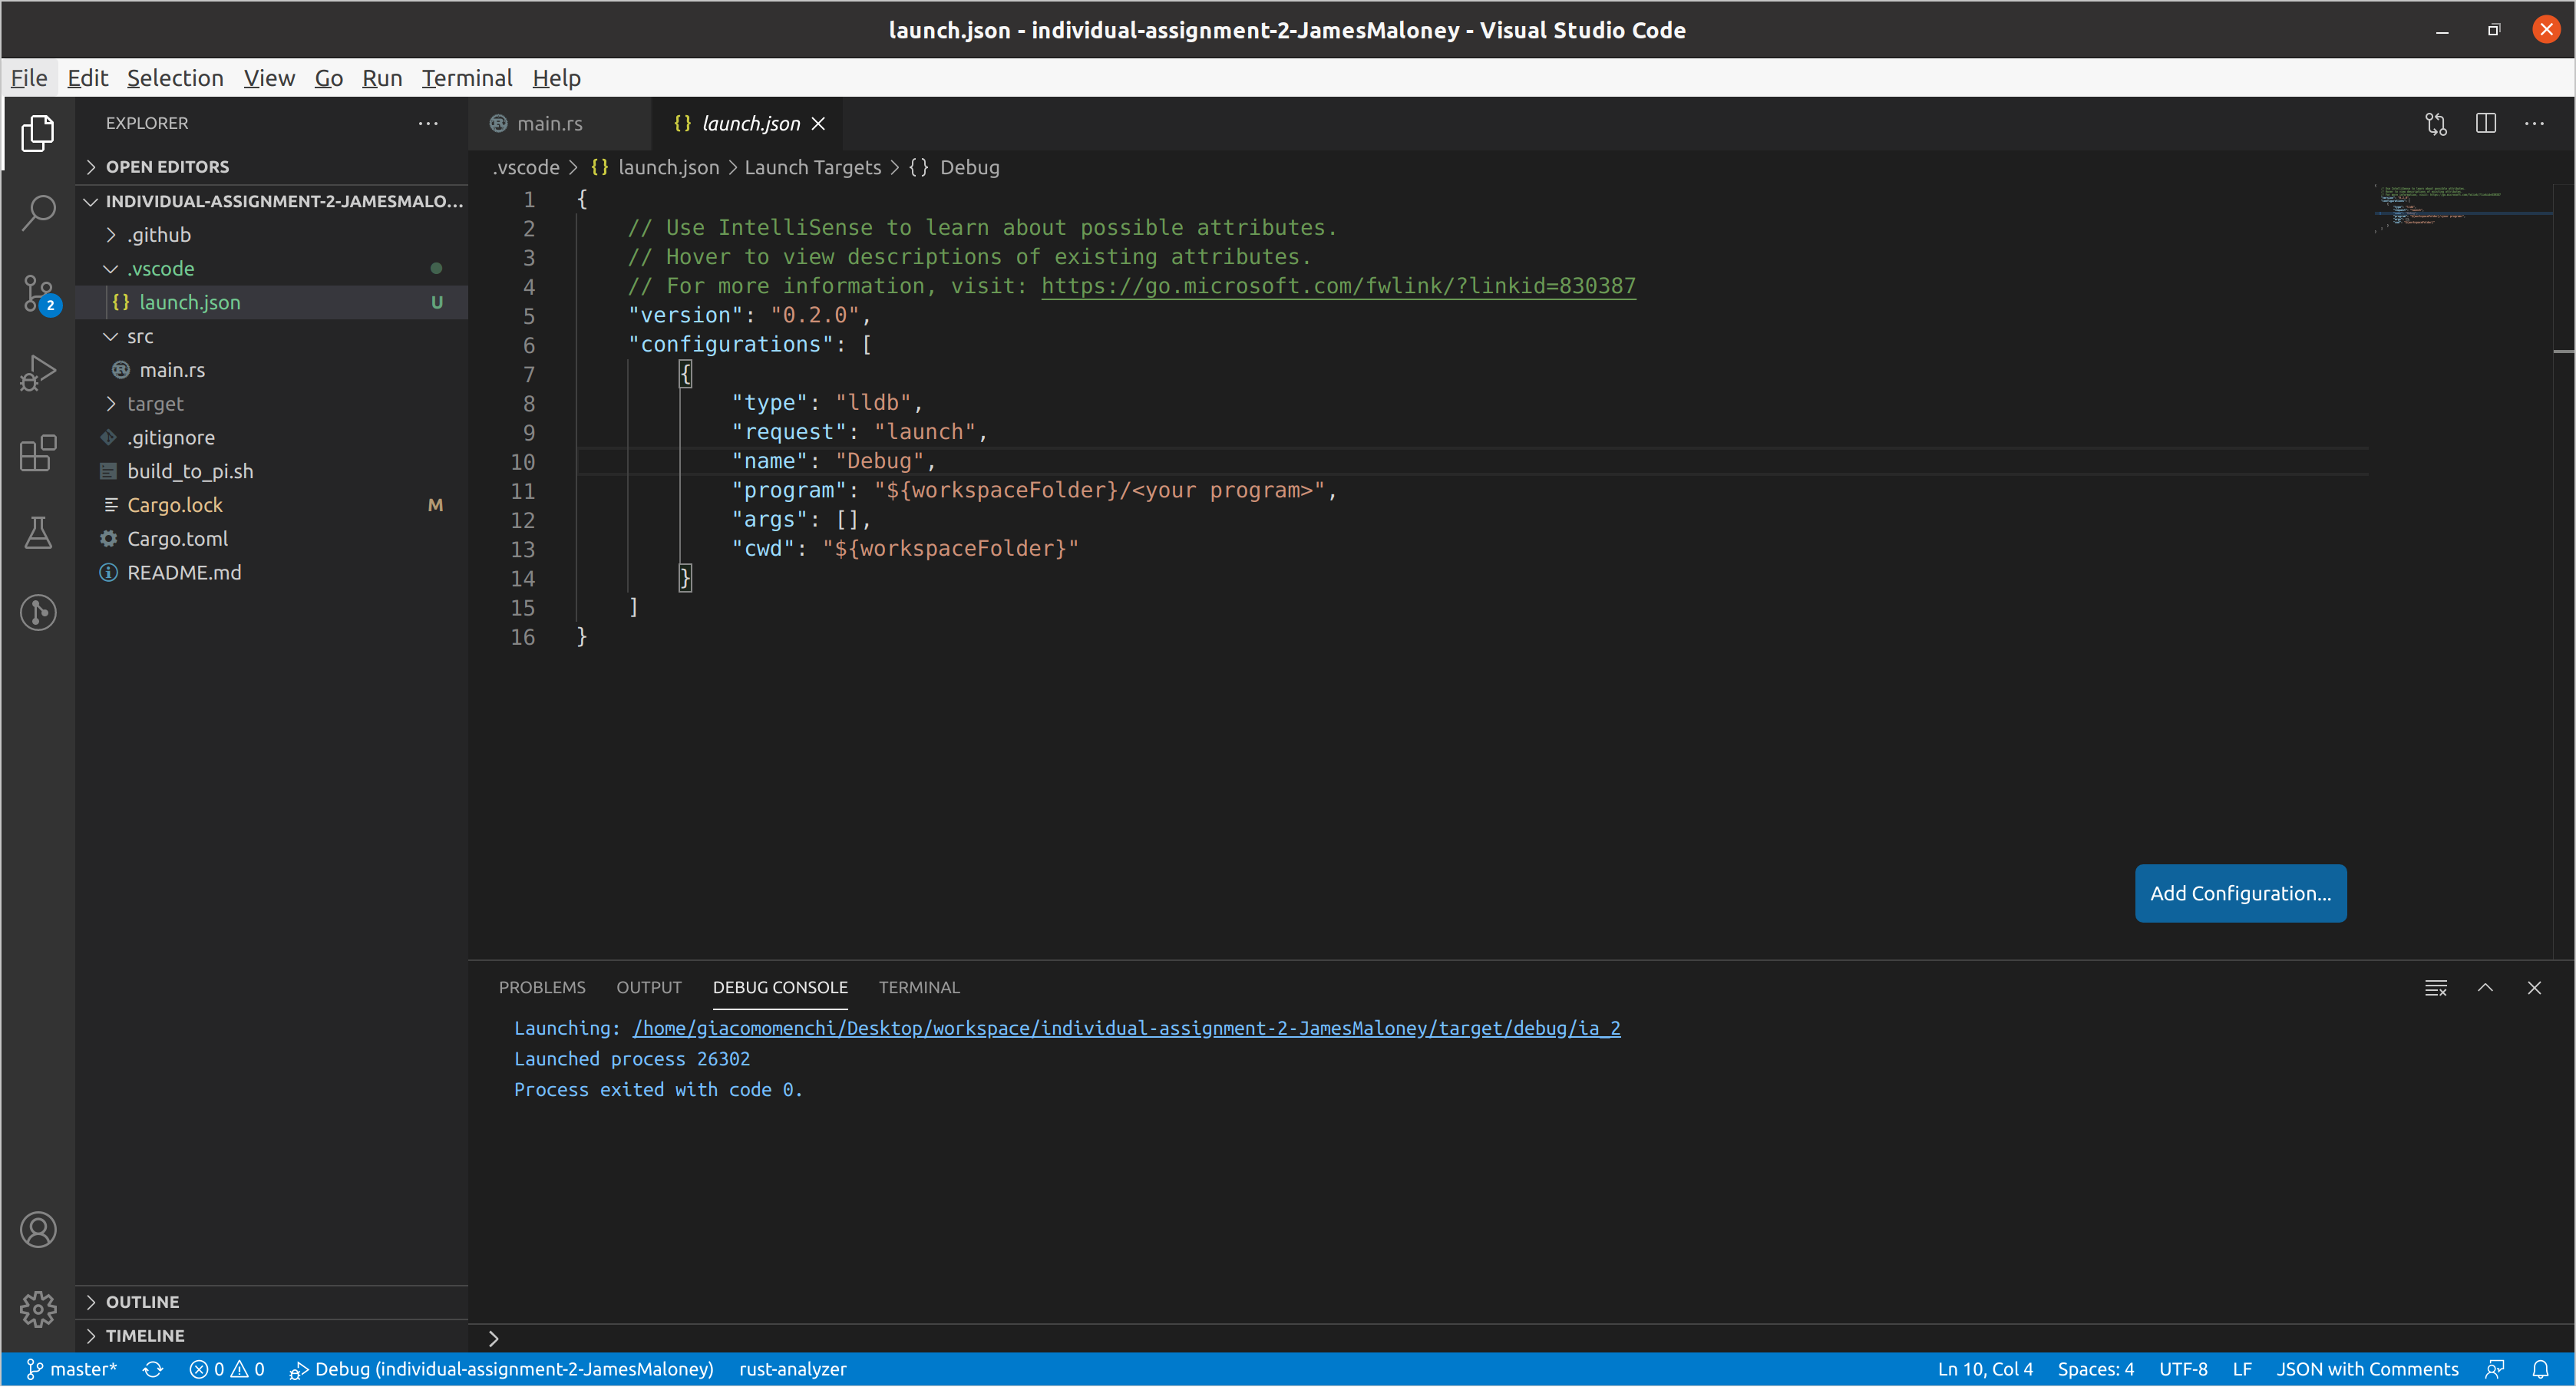 launch.json - individual-assignment-2-JamesMaloney - Visual Studio Code
File Edit Selection View Go Run Terminal Help
EXPLORER
OPEN EDITORS
INDIVIDUAL-ASSIGNMENT-2-JAMESMALO...
.github
.vscode
{} launch.json U
src
main.rs
target
.gitignore
build_to_pi.sh
Cargo.lock M
Cargo.toml
README.md
OUTLINE
TIMELINE
2
main.rs {} launch.json
.vscode > {} launch.json > Launch Targets > {} Debug
1 {
2 // Use IntelliSense to learn about possible attributes.
3 // Hover to view descriptions of existing attributes.
4 // For more information, visit: https://go.microsoft.com/fwlink/?linkid=830387
5 "version": "0.2.0",
6 "configurations": [
7 {
8 "type": "lldb",
9 "request": "launch",
10 "name": "Debug",
11 "program": "${workspaceFolder}/<your program>",
12 "args": [],
13 "cwd": "${workspaceFolder}"
14 }
15 ]
16 }
Add Configuration...
PROBLEMS OUTPUT DEBUG CONSOLE TERMINAL
Launching: /home/giacomomenchi/Desktop/workspace/individual-assignment-2-JamesMaloney/target/debug/ia_2
Launched process 26302
Process exited with code 0.
>
master* 0 0 Debug (individual-assignment-2-JamesMaloney) rust-analyzer Ln 10, Col 4 Spaces: 4 UTF-8 LF JSON with Comments